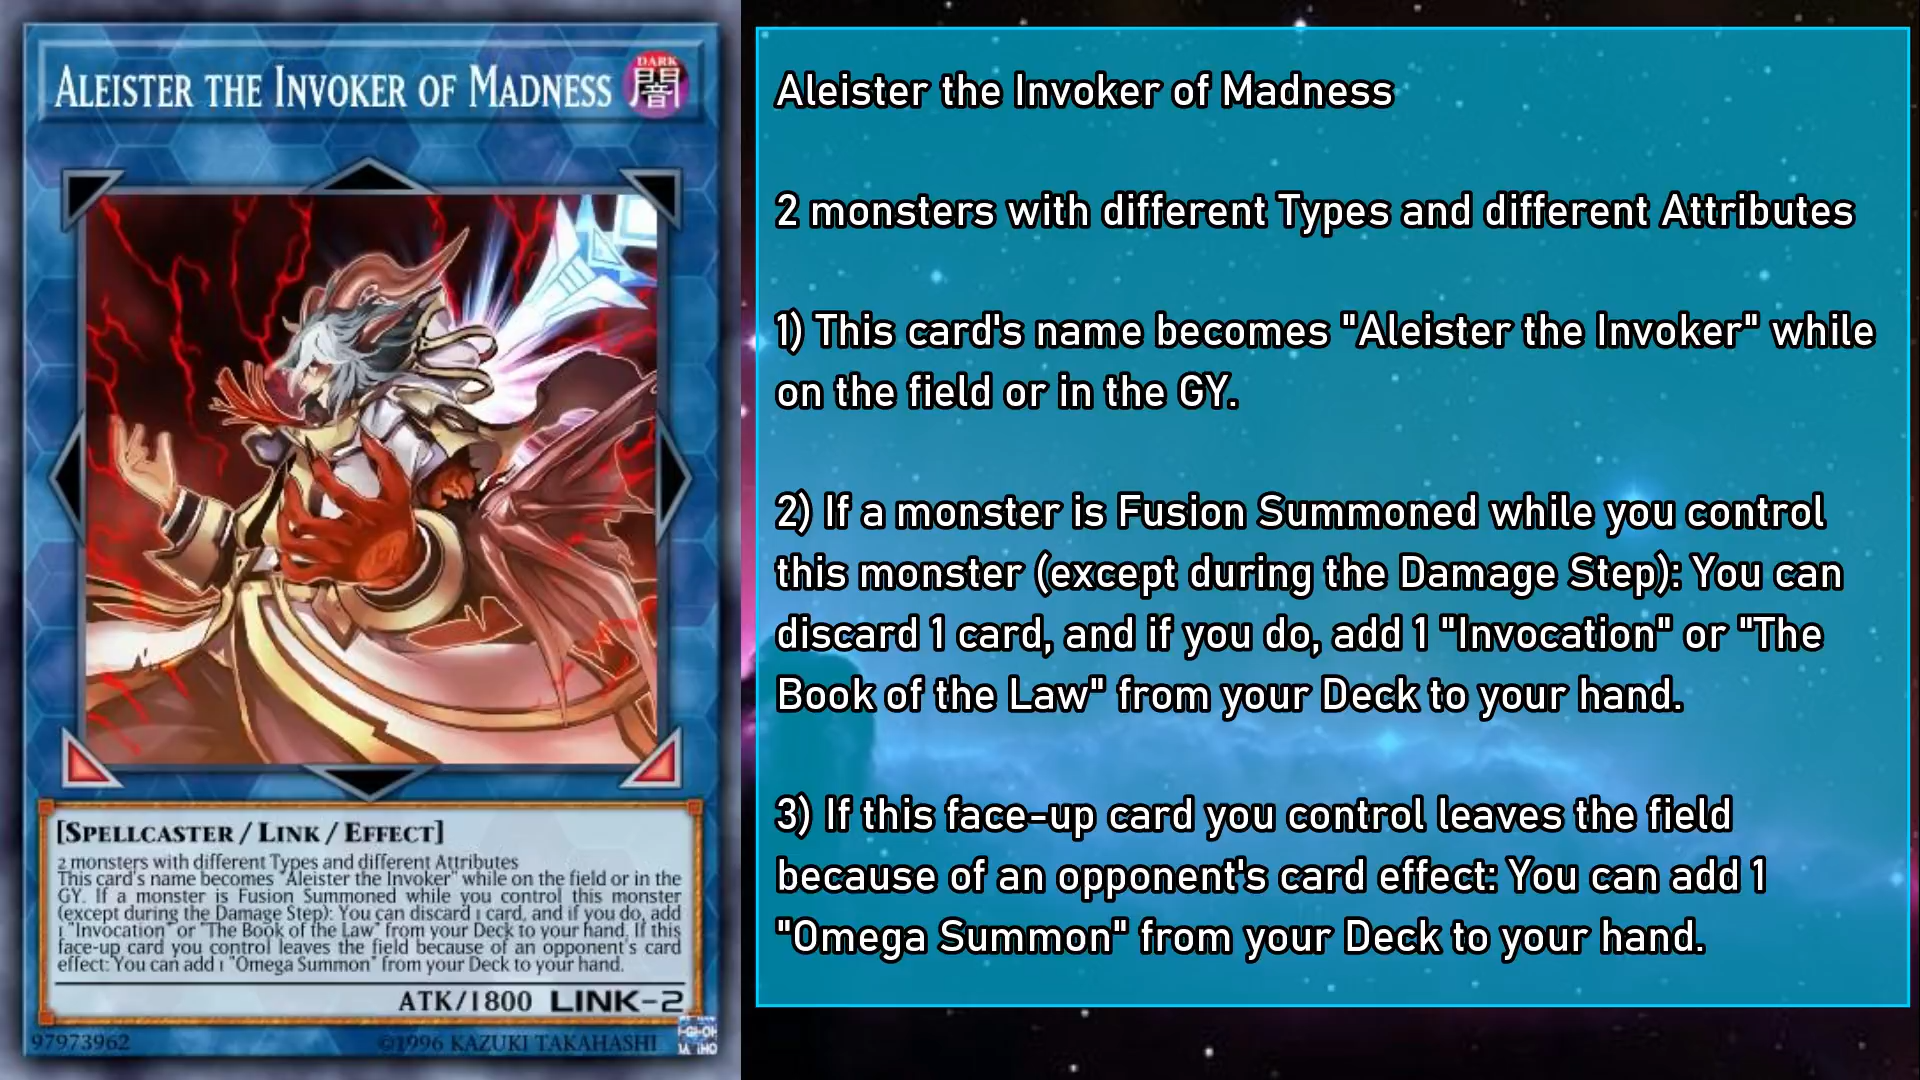 ALEISTER THE INVOKER OF MADNESS
DARK
闇
[SPELLCASTER / LINK / EFFECT]
2 monsters with different Types and different Attributes
This card's name becomes "Aleister the Invoker" while on the field or in the
GY. If a monster is Fusion Summoned while you control this monster
(except during the Damage Step): You can discard 1 card, and if you do, add
1 "Invocation" or "The Book of the Law" from your Deck to your hand. If this
face-up card you control leaves the field because of an opponent's card
effect: You can add 1 "Omega Summon" from your Deck to your hand.
ATK/1800 LINK-2
97973962
©1996 KAZUKI TAKAHASHI
Aleister the Invoker of Madness
2 monsters with different Types and different Attributes
1) This card's name becomes "Aleister the Invoker" while
on the field or in the GY.
2) If a monster is Fusion Summoned while you control
this monster (except during the Damage Step): You can
discard 1 card, and if you do, add 1 "Invocation" or "The
Book of the Law" from your Deck to your hand.
3) If this face-up card you control leaves the field
because of an opponent's card effect: You can add 1
"Omega Summon" from your Deck to your hand.